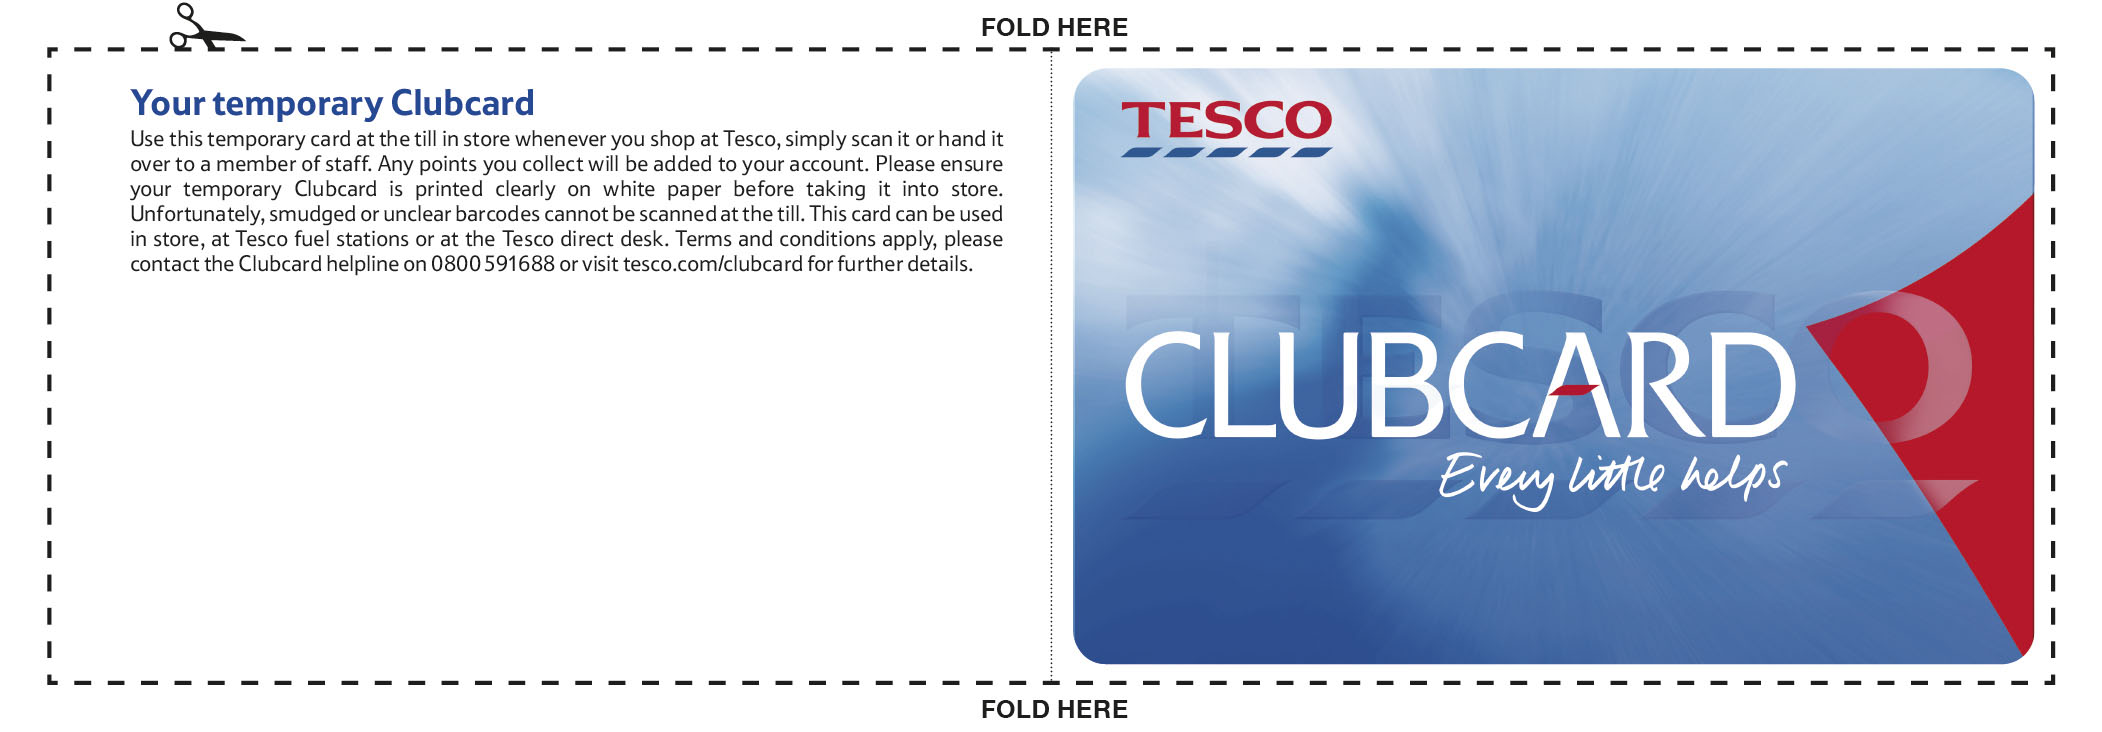 FOLD HERE
Your temporary Clubcard
Use this temporary card at the till in store whenever you shop at Tesco, simply scan it or hand it
over to a member of staff. Any points you collect will be added to your account. Please ensure
your temporary Clubcard is printed clearly on white paper before taking it into store.
Unfortunately, smudged or unclear barcodes cannot be scanned at the till. This card can be used
in store, at Tesco fuel stations or at the Tesco direct desk. Terms and conditions apply, please
contact the Clubcard helpline on 0800 591688 or visit tesco.com/clubcard for further details.
TESCO
TESCO
CLUBCARD
Every little helps
FOLD HERE